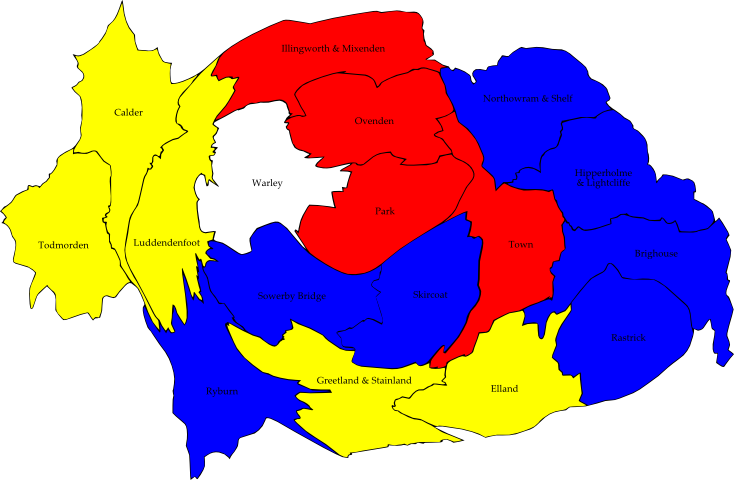 Illingworth & Mixenden
Northowram & Shelf
Calder
Ovenden
Hipperholme
& Lightcliffe
Warley
Park
Todmorden
Luddendenfoot
Town
Brighouse
Sowerby Bridge
Skircoat
Rastrick
Greetland & Stainland
Elland
Ryburn